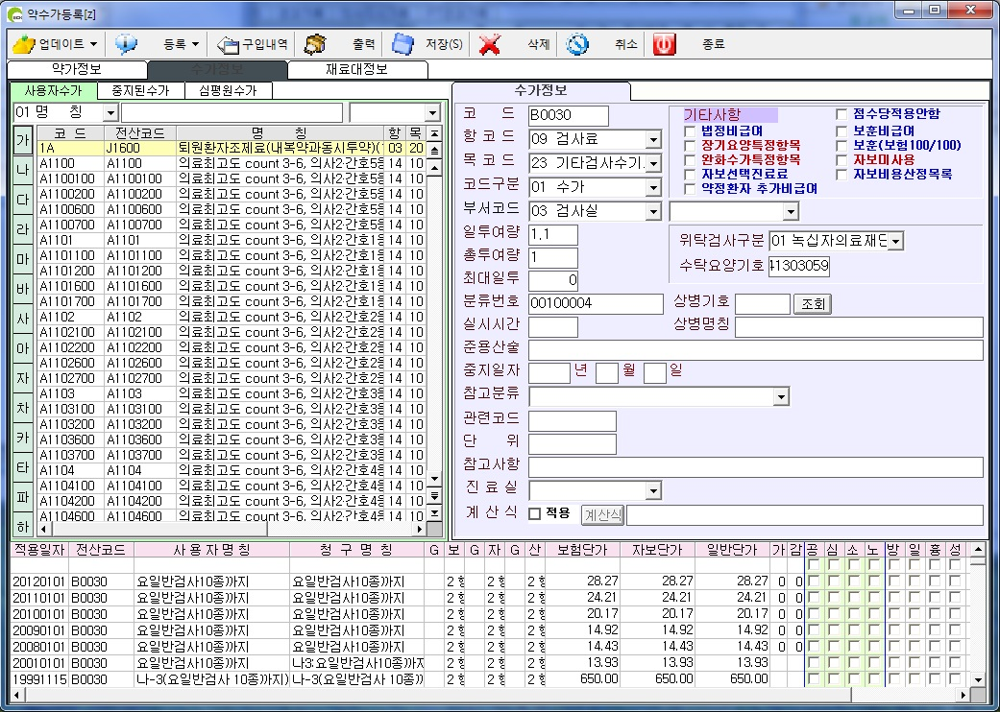 약수가등록[z]
업데이트 등록 구입내역 출력 저장(S) 삭제 취소 종료
약가정보 수가정보 재료대정보
사용자수가 중지된수가 심평원수가
01 명 칭
코 드 전산코드 명 칭 항 목
가
나
다
라
마
바
사
아
자
차
카
타
파
하
1A J1600 퇴원환자조제료(내복약과동시투약)( 03 20
A1100 A1100 의료최고도 count 3-6, 의사2:간호5등 14 10
A1100100 A1100100 의료최고도 count 3-6, 의사2:간호5등 14 10
A1100200 A1100200 의료최고도 count 3-6, 의사2:간호5등 14 10
A1100600 A1100600 의료최고도 count 3-6, 의사2:간호5등 14 10
A1100700 A1100700 의료최고도 count 3-6, 의사2:간호5등 14 10
A1101 A1101 의료최고도 count 3-6, 의사2:간호1등 14 10
A1101100 A1101100 의료최고도 count 3-6, 의사2:간호1등 14 10
A1101200 A1101200 의료최고도 count 3-6, 의사2:간호1등 14 10
A1101600 A1101600 의료최고도 count 3-6, 의사2:간호1등 14 10
A1101700 A1101700 의료최고도 count 3-6, 의사2:간호1등 14 10
A1102 A1102 의료최고도 count 3-6, 의사2:간호2등 14 10
A1102100 A1102100 의료최고도 count 3-6, 의사2:간호2등 14 10
A1102200 A1102200 의료최고도 count 3-6, 의사2:간호2등 14 10
A1102600 A1102600 의료최고도 count 3-6, 의사2:간호2등 14 10
A1102700 A1102700 의료최고도 count 3-6, 의사2:간호2등 14 10
A1103 A1103 의료최고도 count 3-6, 의사2:간호3등 14 10
A1103100 A1103100 의료최고도 count 3-6, 의사2:간호3등 14 10
A1103200 A1103200 의료최고도 count 3-6, 의사2:간호3등 14 10
A1103600 A1103600 의료최고도 count 3-6, 의사2:간호3등 14 10
A1103700 A1103700 의료최고도 count 3-6, 의사2:간호3등 14 10
A1104 A1104 의료최고도 count 3-6, 의사2:간호4등 14 10
A1104100 A1104100 의료최고도 count 3-6, 의사2:간호4등 14 10
A1104200 A1104200 의료최고도 count 3-6, 의사2:간호4등 14 10
A1104600 A1104600 의료최고도 count 3-6, 의사2:간호4등 14 10
수가정보
코 드 B0030
항 코 드 09 검사료
목 코 드 23 기타검사수기.
코드구분 01 수가
부서코드 03 검사실
일투여량 1.1
총투여량 1
최대일투 0
분류번호 00100004 상병기호 조회
실시시간 상병명칭
준용산술
중지일자 년 월 일
참고분류
관련코드
단 위
참고사항
진 료 실
계 산 식 적용 계산식
기타사항 점수당적용안함
법정비급여 보훈비급여
장기요양특정항목 보훈(보험100/100)
완화수가특정항목 자보미사용
자보선택진료료 자보비용산정목록
약정환자 추가비급여
위탁검사구분 01 녹십자의료재단
수탁요양기호 41303059
적용일자 전산코드 사 용 자 명 칭 청 구 명 칭 G 보 G 자 G 산 보험단가 자보단가 일반단가 가 감 공 심 소 노 방 일 흉 성
20120101 B0030 요일반검사10종까지 요일반검사10종까지 2 항 2 항 2 항 28.27 28.27 28.27 0 0
20110101 B0030 요일반검사10종까지 요일반검사10종까지 2 항 2 항 2 항 24.21 24.21 24.21 0 0
20100101 B0030 요일반검사10종까지 요일반검사10종까지 2 항 2 항 2 항 20.17 20.17 20.17 0 0
20090101 B0030 요일반검사10종까지 요일반검사10종까지 2 항 2 항 2 항 14.92 14.92 14.92 0 0
20080101 B0030 요일반검사10종까지 요일반검사10종까지 2 항 2 항 2 항 14.43 14.43 14.43 0 0
20010101 B0030 요일반검사10종까지 나3:요일반검사10종까지 2 항 2 항 2 항 13.93 13.93 13.93
19991115 B0030 나-3(요일반검사 10종까지) 나-3(요일반검사 10종까 2 항 2 항 2 항 650.00 650.00 650.00